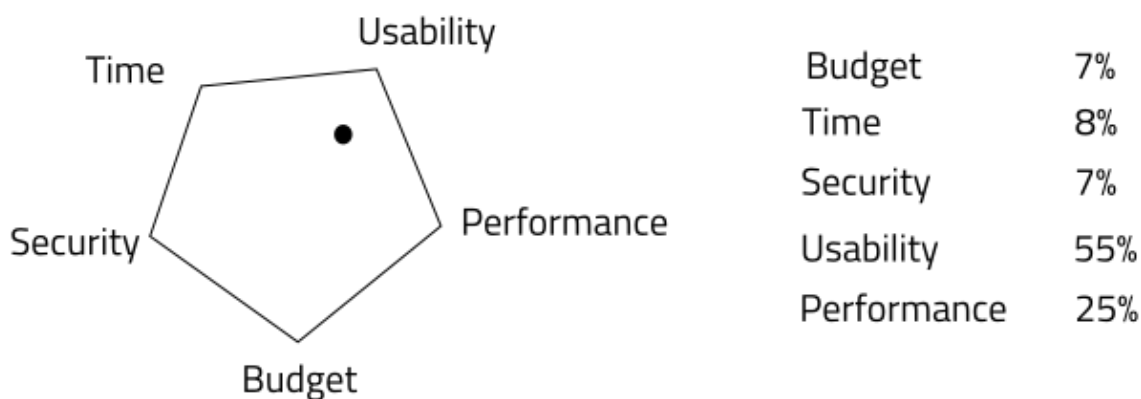 Usability
Time
Performance
Security
Budget
Budget 7%
Time 8%
Security 7%
Usability 55%
Performance 25%